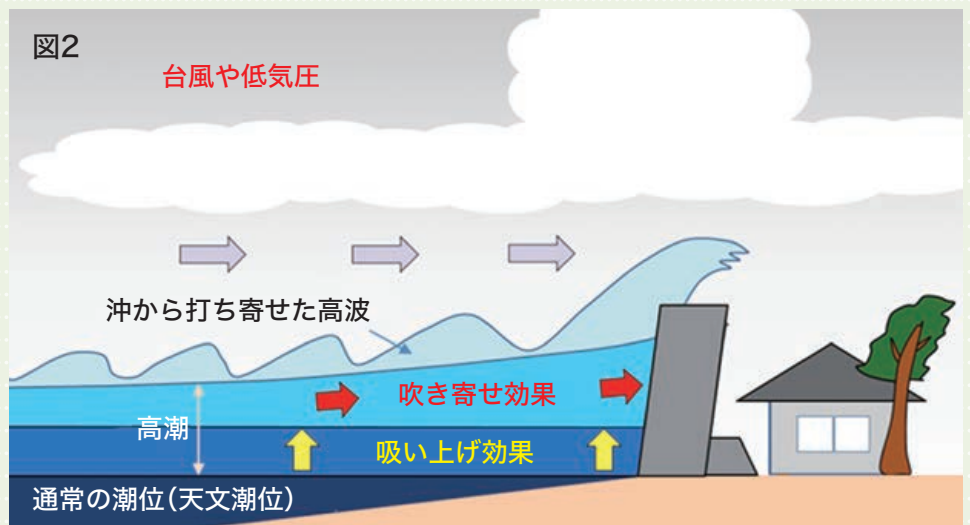 図2
台風や低気圧
沖から打ち寄せた高波
吹き寄せ効果
高潮
吸い上げ効果
通常の潮位(天文潮位)